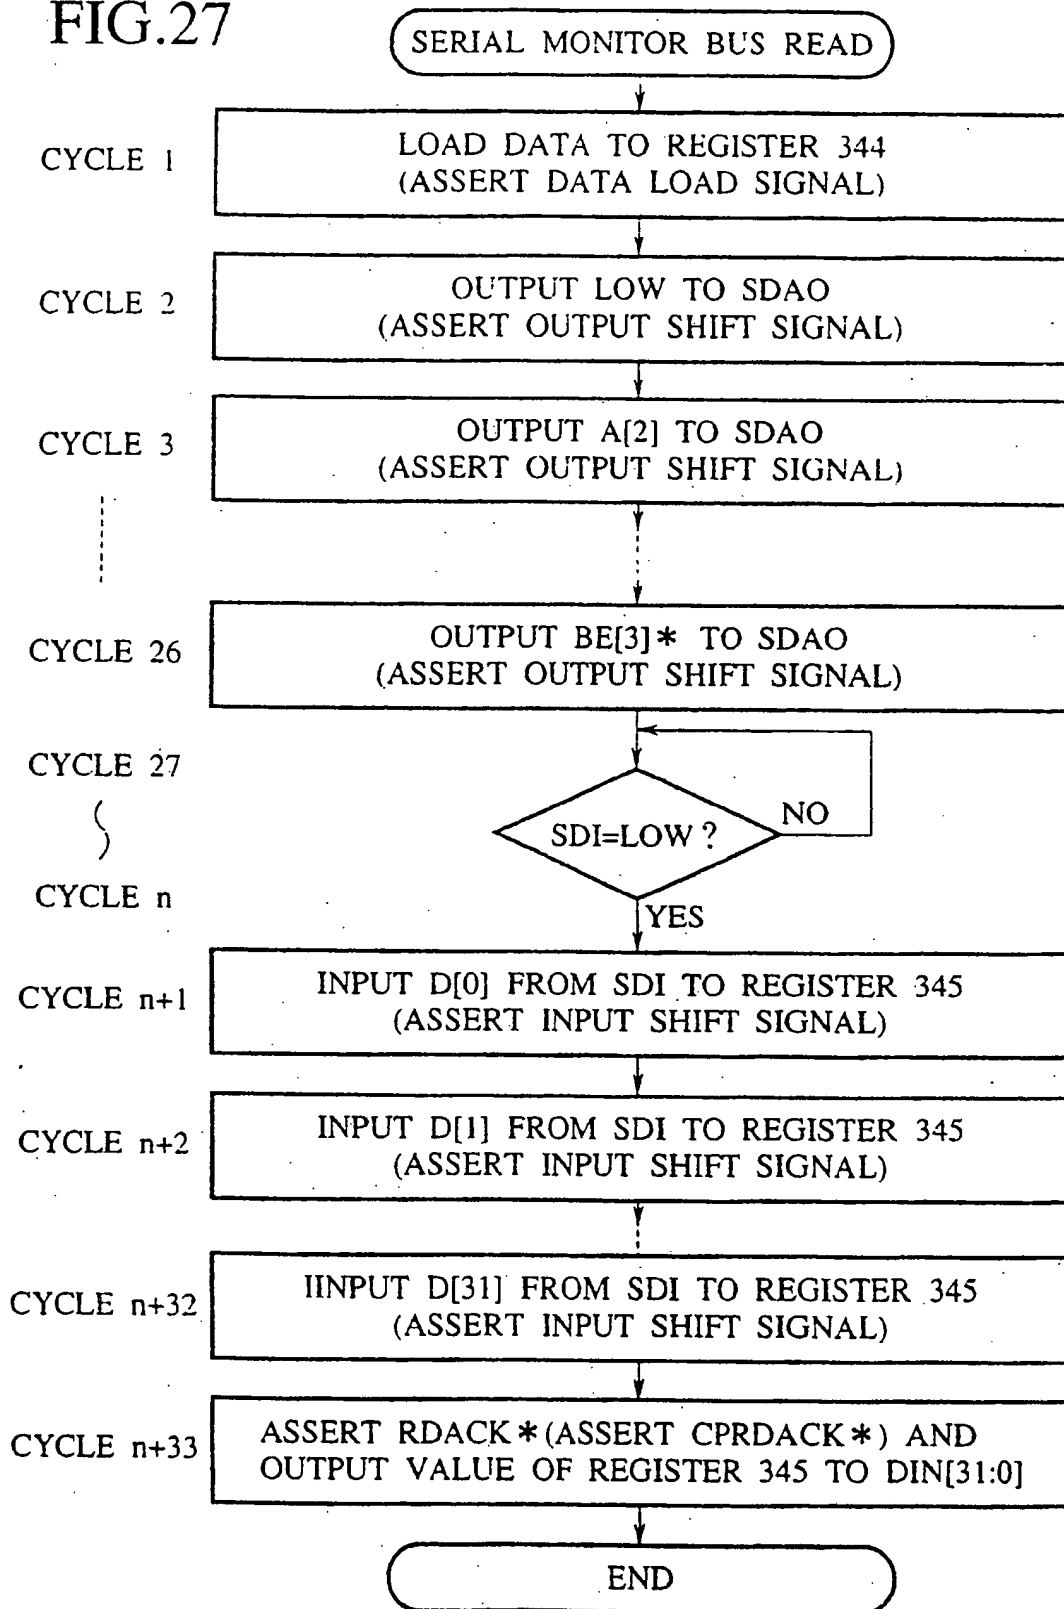 FIG.27
SERIAL MONITOR BUS READ
CYCLE 1
LOAD DATA TO REGISTER 344
(ASSERT DATA LOAD SIGNAL)
CYCLE 2
OUTPUT LOW TO SDAO
(ASSERT OUTPUT SHIFT SIGNAL)
CYCLE 3
OUTPUT A[2] TO SDAO
(ASSERT OUTPUT SHIFT SIGNAL)
CYCLE 26
OUTPUT BE[3]* TO SDAO
(ASSERT OUTPUT SHIFT SIGNAL)
CYCLE 27
SDI=LOW ?
NO
CYCLE n
YES
CYCLE n+1
INPUT D[0] FROM SDI TO REGISTER 345
(ASSERT INPUT SHIFT SIGNAL)
CYCLE n+2
INPUT D[1] FROM SDI TO REGISTER 345
(ASSERT INPUT SHIFT SIGNAL)
CYCLE n+32
IINPUT D[31] FROM SDI TO REGISTER 345
(ASSERT INPUT SHIFT SIGNAL)
CYCLE n+33
ASSERT RDACK*(ASSERT CPRDACK*) AND
OUTPUT VALUE OF REGISTER 345 TO DIN[31:0]
END